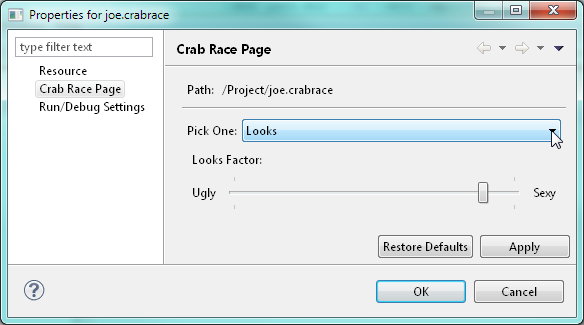 Properties for joe.crabrace
type filter text
Resource
Crab Race Page
Run/Debug Settings
Crab Race Page
Path: /Project/joe.crabrace
Pick One: Looks
Looks Factor:
Ugly Sexy
Restore Defaults Apply
? OK Cancel